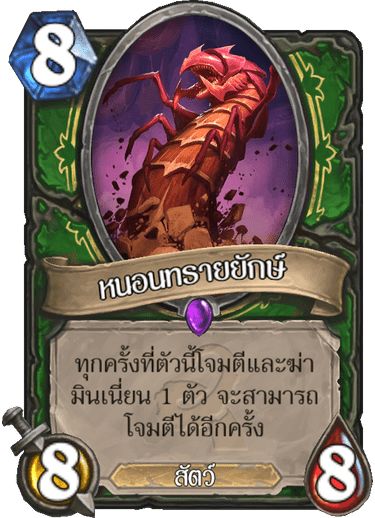 8
หนอนทรายยักษ์
ทุกครั้งที่ตัวนี้โจมตีและฆ่า
มินเนี่ยน 1 ตัว จะสามารถ
โจมตีได้อีกครั้ง
8
สัตว์
8